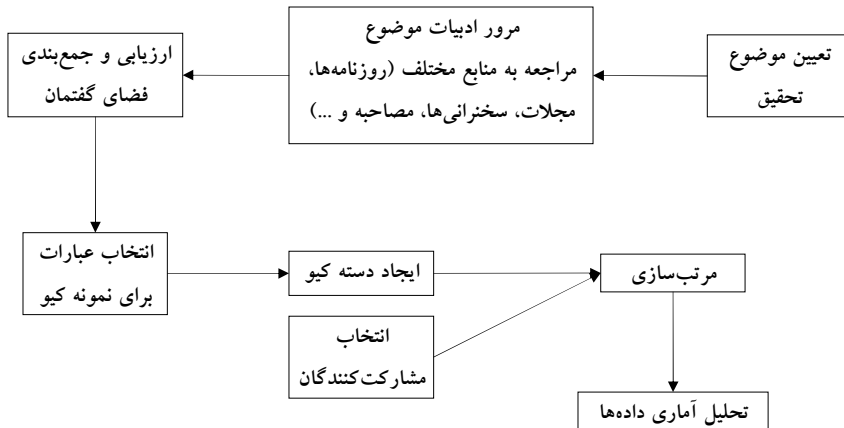 تعیین موضوع
تحقیق
مرور ادبیات موضوع
مراجعه به منابع مختلف (روزنامه‌ها،
مجلات، سخنرانی‌ها، مصاحبه و ...)
ارزیابی و جمع‌بندی
فضای گفتمان
انتخاب عبارات
برای نمونه کیو
ایجاد دسته کیو
انتخاب
مشارکت‌کنندگان
مرتب‌سازی
تحلیل آماری داده‌ها